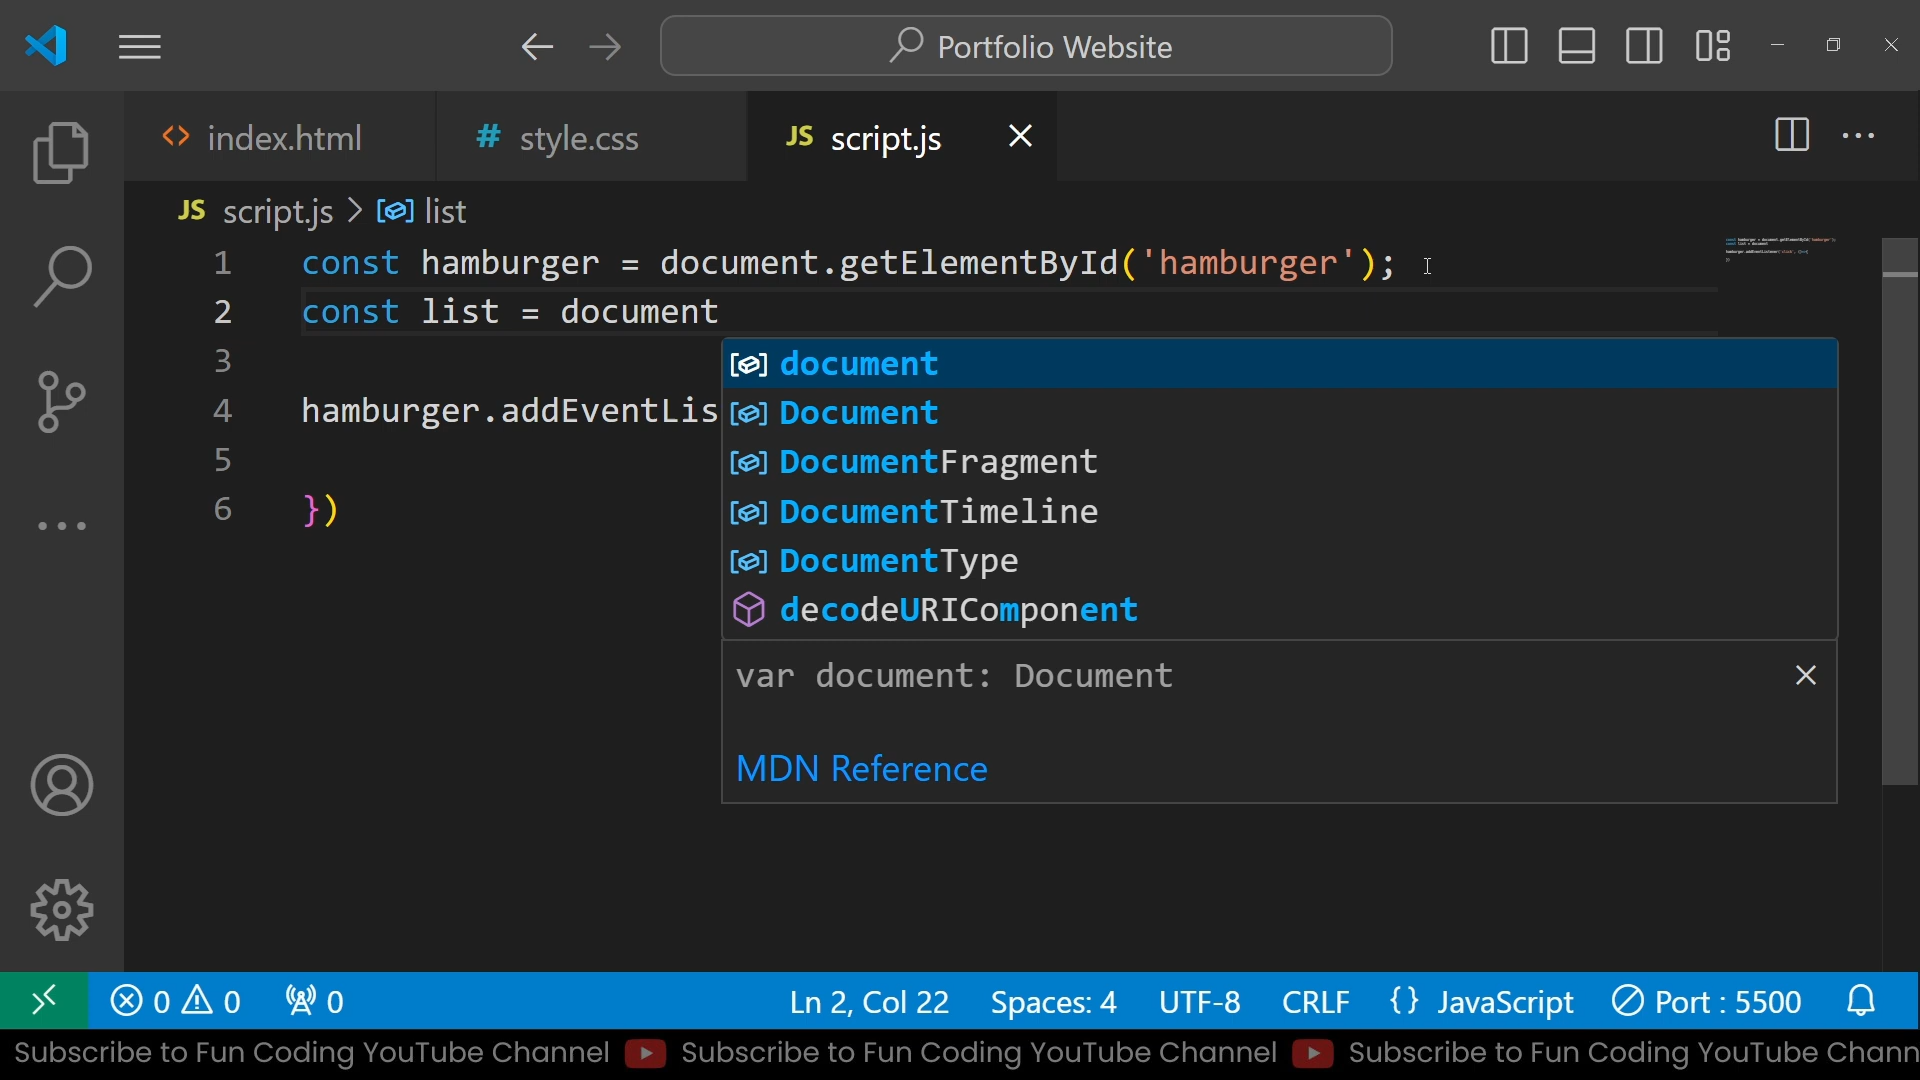 Portfolio Website
index.html
# style.css
JS script.js
JS script.js > list
1 const hamburger = document.getElementById('hamburger');
2 const list = document
3
4 hamburger.addEventLis
5
6 })
document
Document
DocumentFragment
DocumentTimeline
DocumentType
decodeURIComponent
var document: Document
MDN Reference
0 0 0 Ln 2, Col 22 Spaces: 4 UTF-8 CRLF {} JavaScript Port : 5500
Subscribe to Fun Coding YouTube Channel Subscribe to Fun Coding YouTube Channel Subscribe to Fun Coding YouTube Chann